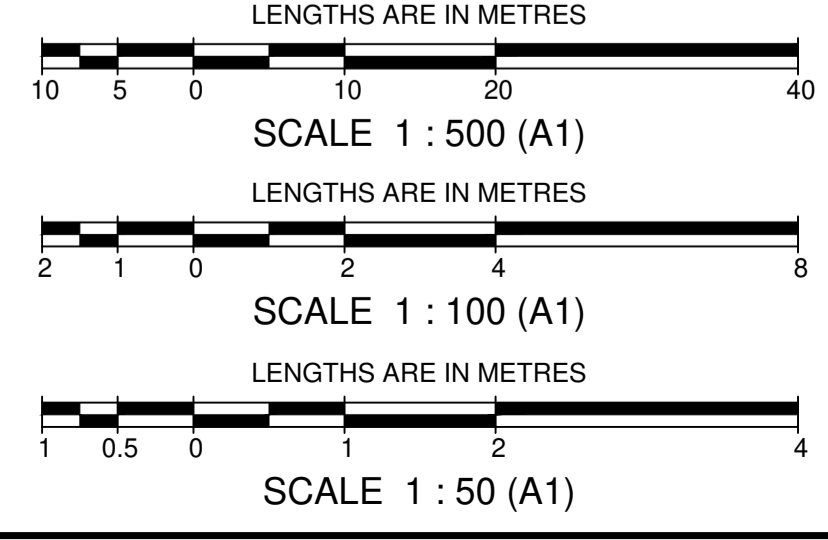 LENGTHS ARE IN METRES
10 5 0 10 20 40
SCALE 1 : 500 (A1)
LENGTHS ARE IN METRES
2 1 0 2 4 8
SCALE 1 : 100 (A1)
LENGTHS ARE IN METRES
1 0.5 0 1 2 4
SCALE 1 : 50 (A1)